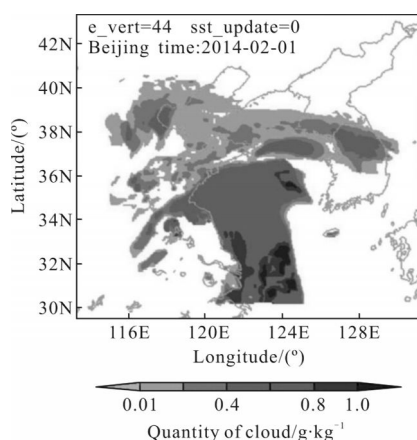 e_vert=44 sst_update=0
Beijing time:2014-02-01
42N
40N
38N
36N
34N
32N
30N
Latitude/(º)
116E 120E 124E 128E
Longitude/(º)
0.01 0.4 0.8 1.0
Quantity of cloud/g·kg⁻¹